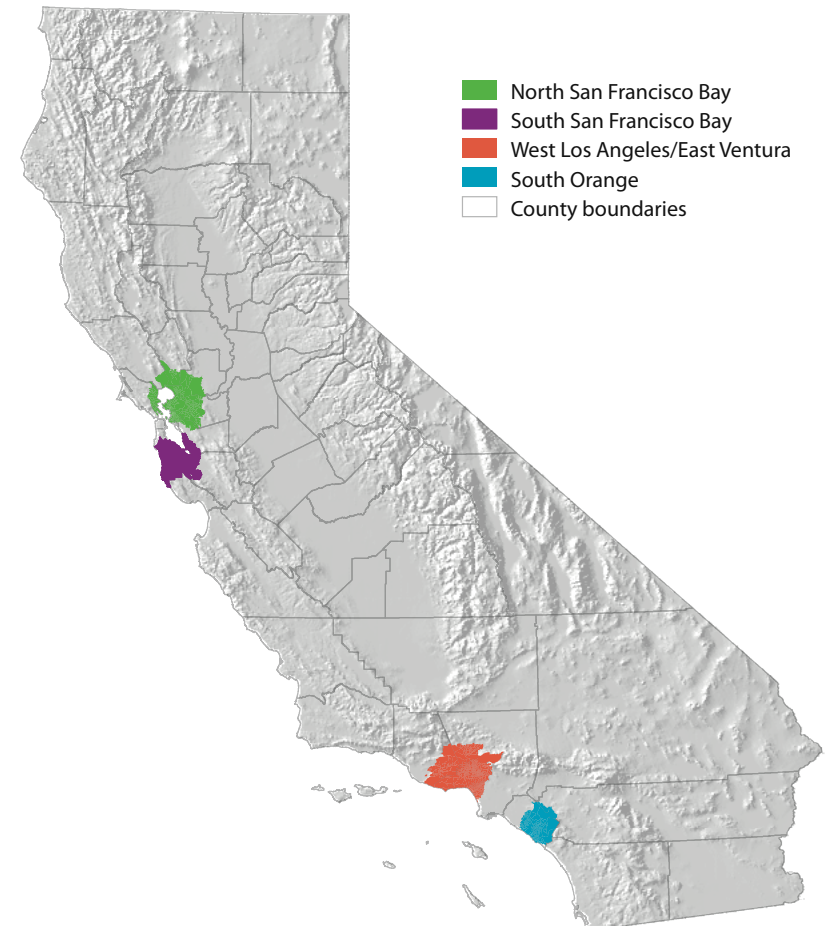 North San Francisco Bay
South San Francisco Bay
West Los Angeles/East Ventura
South Orange
County boundaries